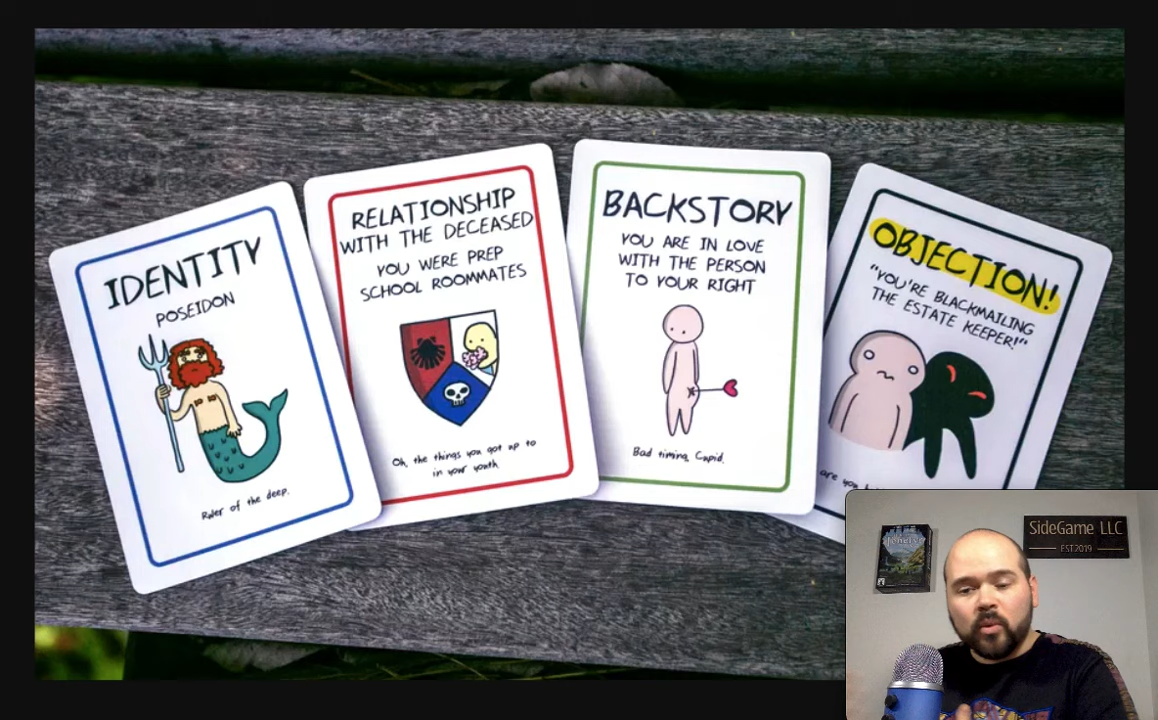 IDENTITY
POSEIDON
Ruler of the deep.
RELATIONSHIP
WITH THE DECEASED
YOU WERE PREP
SCHOOL ROOMMATES
Oh, the things you got up to
in your youth
BACKSTORY
YOU ARE IN LOVE
WITH THE PERSON
TO YOUR RIGHT
Bad timing, Cupid.
OBJECTION!
"YOU'RE BLACKMAILING
THE ESTATE KEEPER!"
are you
SideGame LLC
EST.2019